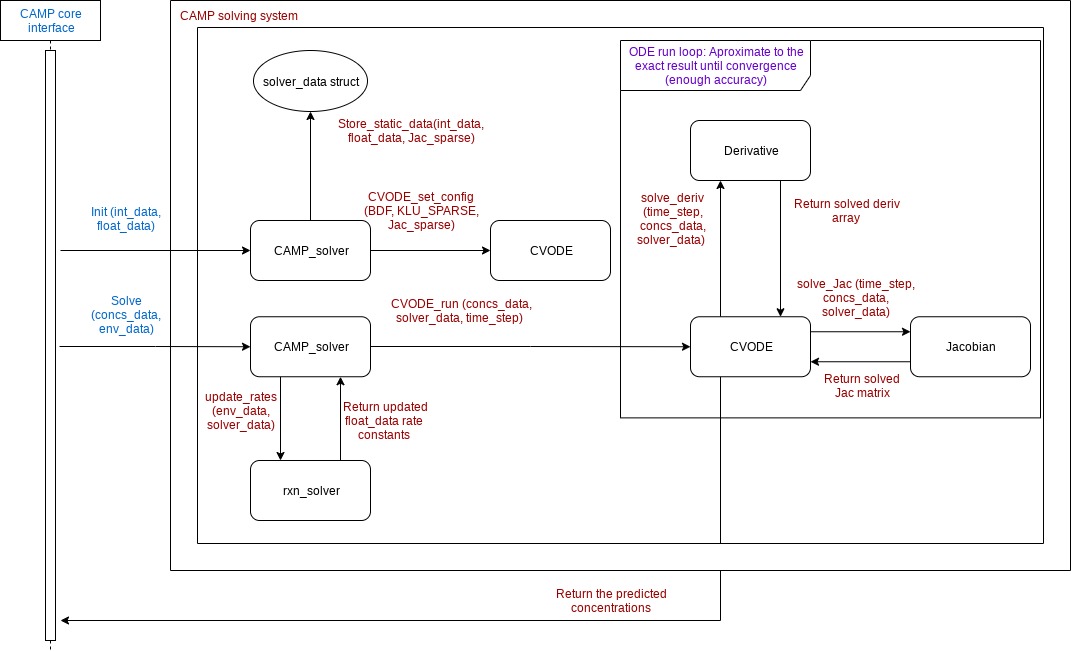 CAMP core
interface
CAMP solving system
ODE run loop: Aproximate to the
exact result until convergence
(enough accuracy)
solver_data struct
Store_static_data(int_data,
float_data, Jac_sparse)
Derivative
Init (int_data,
float_data)
CVODE_set_config
(BDF, KLU_SPARSE,
Jac_sparse)
solve_deriv
(time_step,
concs_data,
solver_data)
Return solved deriv
array
CAMP_solver
CVODE
Solve
(concs_data,
env_data)
CVODE_run (concs_data,
solver_data, time_step)
solve_Jac (time_step,
concs_data,
solver_data)
CAMP_solver
CVODE
Jacobian
update_rates
(env_data,
solver_data)
Return updated
float_data rate
constants
Return solved
Jac matrix
rxn_solver
Return the predicted
concentrations